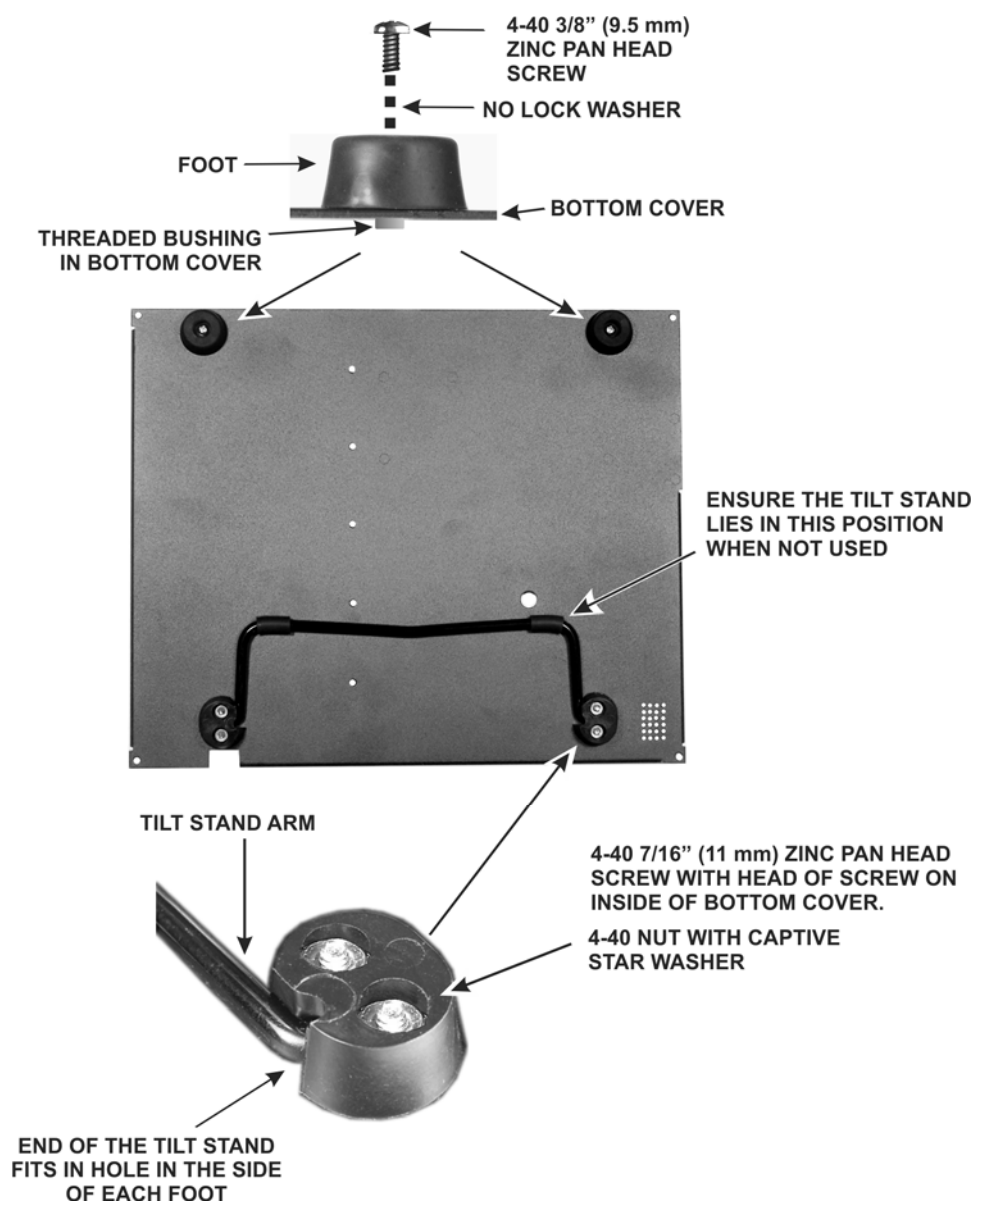 4-40 3/8” (9.5 mm)
ZINC PAN HEAD
SCREW
NO LOCK WASHER
FOOT
BOTTOM COVER
THREADED BUSHING
IN BOTTOM COVER
ENSURE THE TILT STAND
LIES IN THIS POSITION
WHEN NOT USED
TILT STAND ARM
4-40 7/16” (11 mm) ZINC PAN HEAD
SCREW WITH HEAD OF SCREW ON
INSIDE OF BOTTOM COVER.
4-40 NUT WITH CAPTIVE
STAR WASHER
END OF THE TILT STAND
FITS IN HOLE IN THE SIDE
OF EACH FOOT